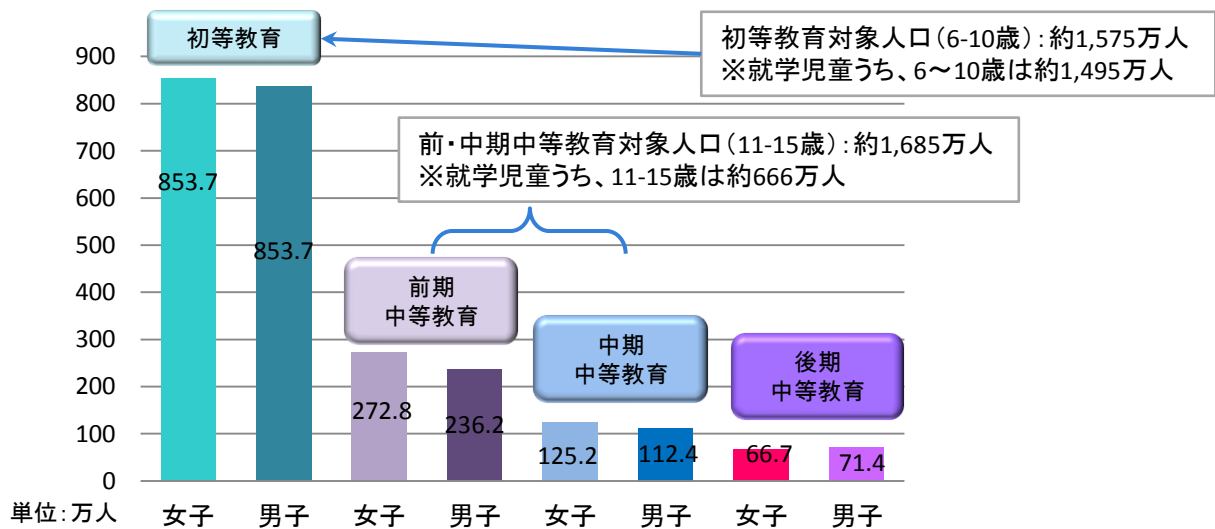 初等教育
初等教育対象人口(6-10歳):約1,575万人
※就学児童うち、6～10歳は約1,495万人
前・中期中等教育対象人口(11-15歳):約1,685万人
※就学児童うち、11-15歳は約666万人
900
800
700
600
500
400
300
200
100
0
853.7
853.7
前期
中等教育
272.8
236.2
中期
中等教育
125.2
112.4
後期
中等教育
66.7
71.4
単位:万人
女子 男子 女子 男子 女子 男子 女子 男子